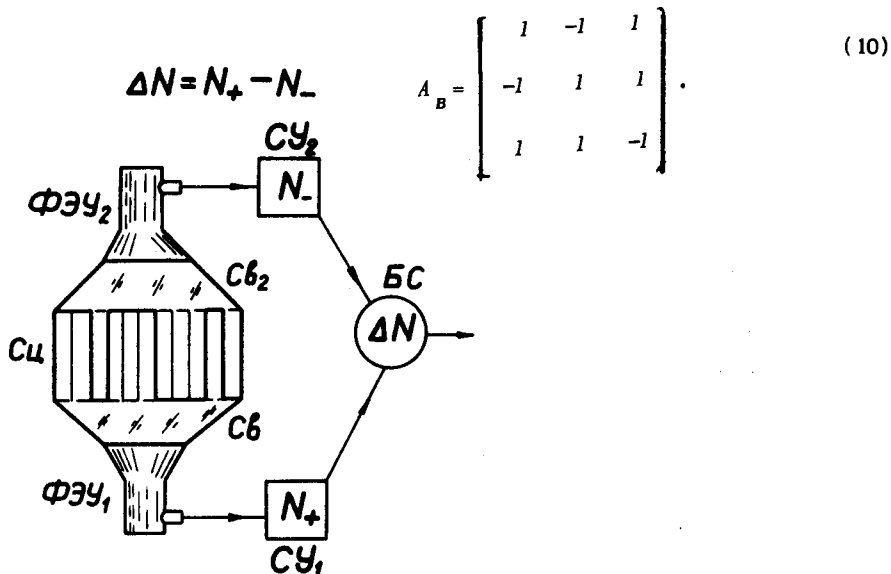 ΔN = N₊ − N₋
СУ₂
N₋
ФЭУ₂
Св₂
БС
ΔN
Сц
Св
ФЭУ₁
N₊
СУ₁
A_B = [ 1 -1 1
-1 1 1
1 1 -1 ] .
(10)